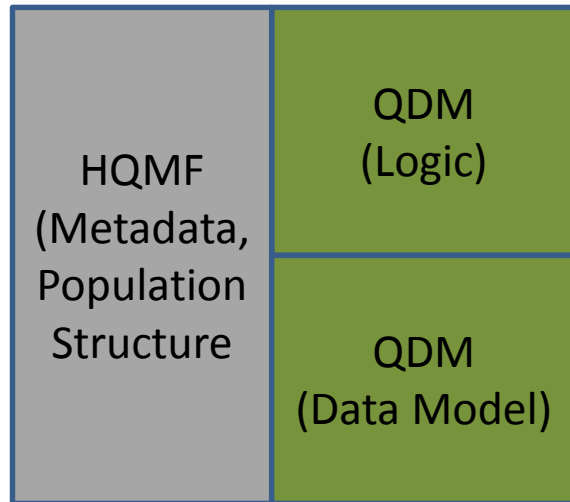 HQMF
(Metadata,
Population
Structure
QDM
(Logic)
QDM
(Data Model)